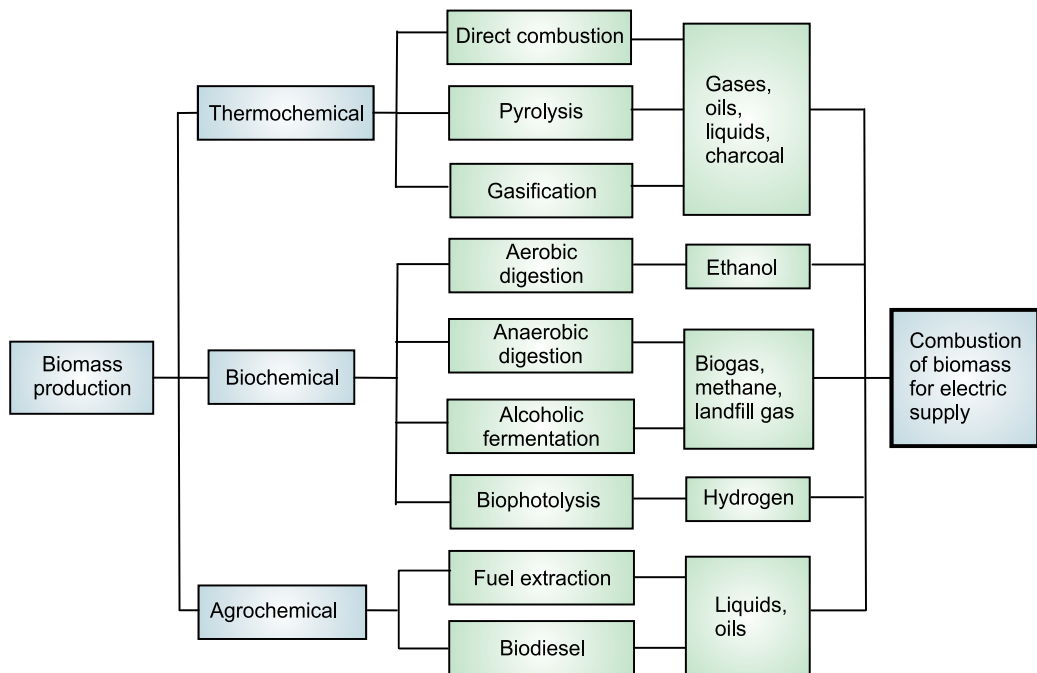 Biomass
production
Thermochemical
Biochemical
Agrochemical
Direct combustion
Pyrolysis
Gasification
Aerobic
digestion
Anaerobic
digestion
Alcoholic
fermentation
Biophotolysis
Fuel extraction
Biodiesel
Gases,
oils,
liquids,
charcoal
Ethanol
Biogas,
methane,
landfill gas
Hydrogen
Liquids,
oils
Combustion
of biomass
for electric
supply